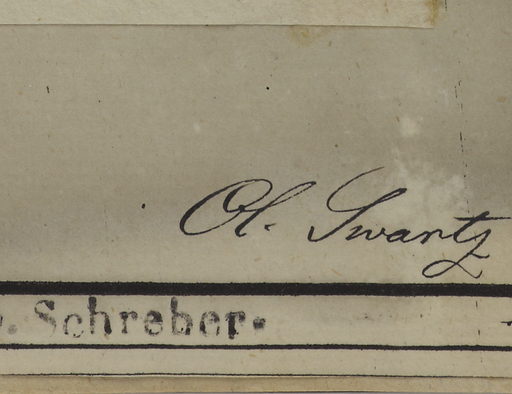 Ol. Swartz
. Schreber.